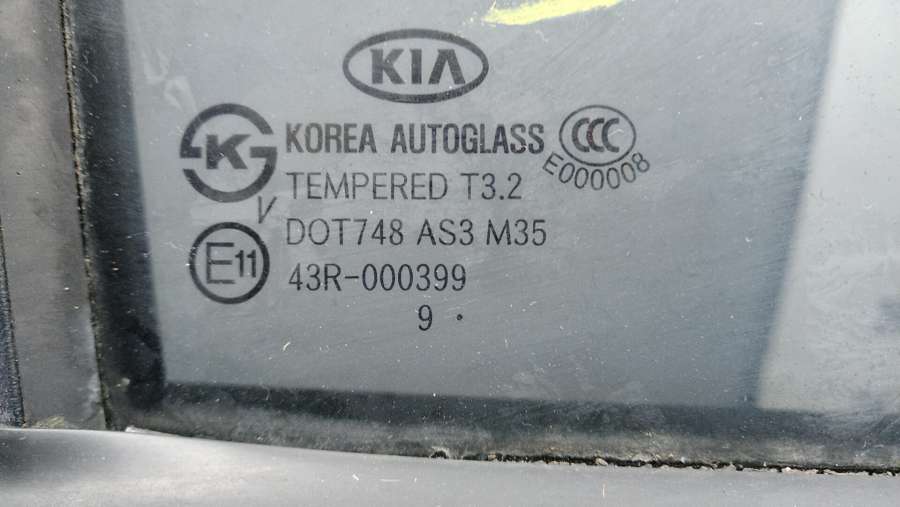 KIA
K
KOREA AUTOGLASS
CCC
E000008
TEMPERED T3.2
V
DOT748 AS3 M35
E11
43R-000399
9 .